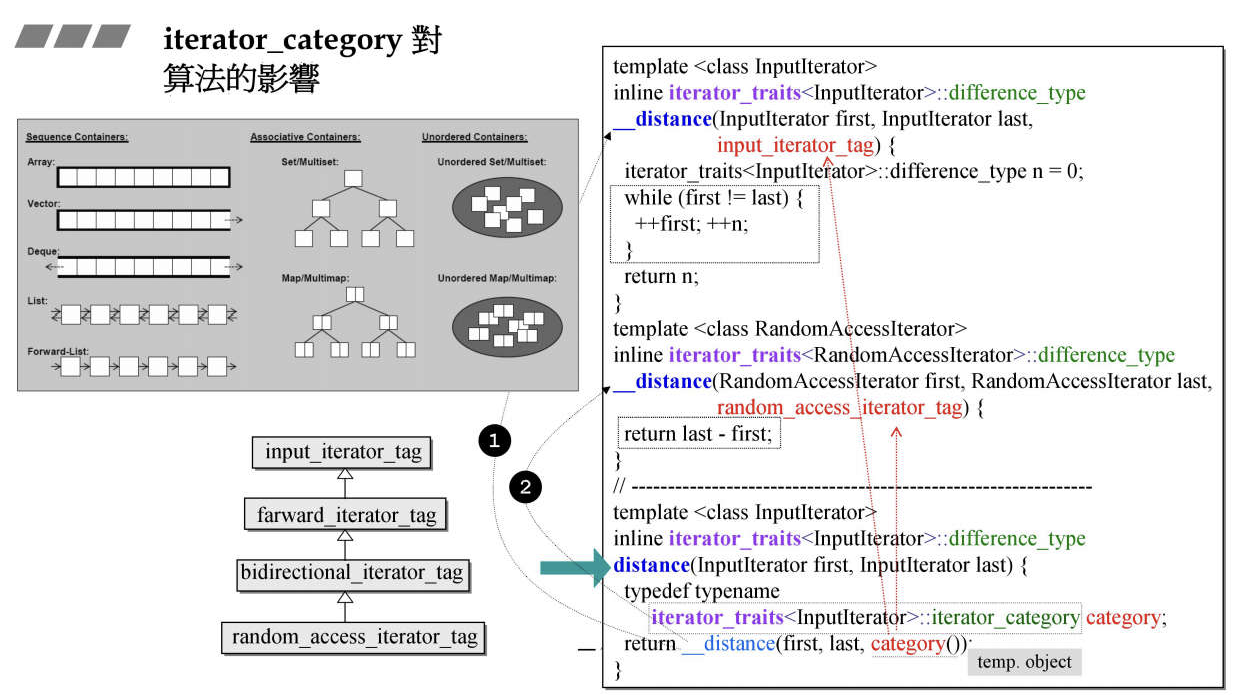 iterator_category 對
算法的影響
Sequence Containers:
Array:
Vector:
Deque:
List:
Forward-List:
Associative Containers:
Set/Multiset:
Map/Multimap:
Unordered Containers:
Unordered Set/Multiset:
Unordered Map/Multimap:
input_iterator_tag
farward_iterator_tag
bidirectional_iterator_tag
random_access_iterator_tag
1
2
template <class InputIterator>
inline iterator_traits<InputIterator>::difference_type
__distance(InputIterator first, InputIterator last,
input_iterator_tag) {
iterator_traits<InputIterator>::difference_type n = 0;
while (first != last) {
++first; ++n;
}
return n;
}
template <class RandomAccessIterator>
inline iterator_traits<RandomAccessIterator>::difference_type
__distance(RandomAccessIterator first, RandomAccessIterator last,
random_access_iterator_tag) {
return last - first;
}
// -----------------------------------------------------------------
template <class InputIterator>
inline iterator_traits<InputIterator>::difference_type
distance(InputIterator first, InputIterator last) {
typedef typename
iterator_traits<InputIterator>::iterator_category category;
return __distance(first, last, category());
temp. object
}